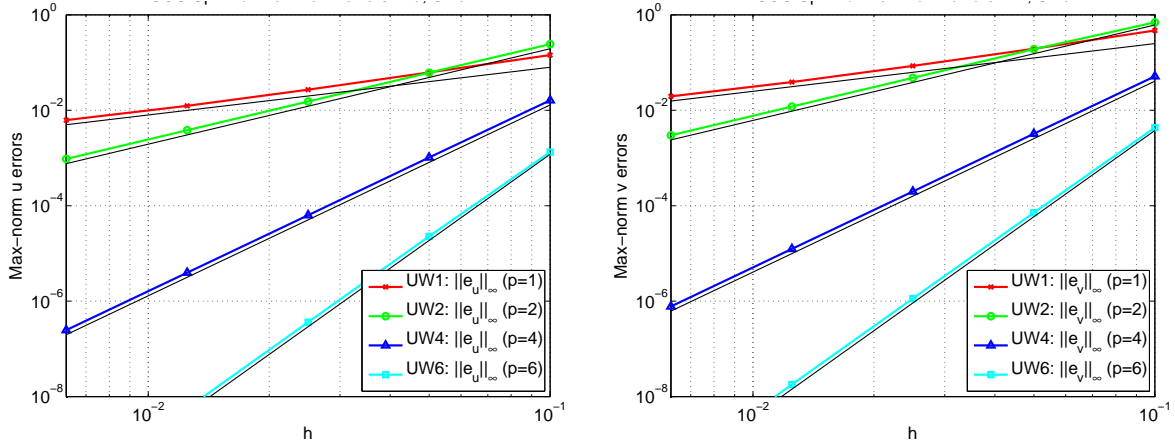 10^0
10^−2
10^−4
10^−6
10^−8
Max−norm u errors
10^−2
10^−1
h
UW1: ||e_u||_∞ (p=1)
UW2: ||e_u||_∞ (p=2)
UW4: ||e_u||_∞ (p=4)
UW6: ||e_u||_∞ (p=6)
10^0
10^−2
10^−4
10^−6
10^−8
Max−norm v errors
10^−2
10^−1
h
UW1: ||e_v||_∞ (p=1)
UW2: ||e_v||_∞ (p=2)
UW4: ||e_v||_∞ (p=4)
UW6: ||e_v||_∞ (p=6)